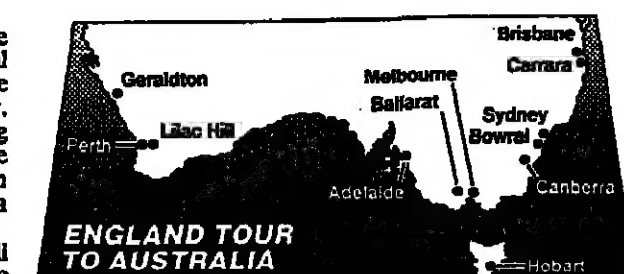 Brisbane
Carrara
Geraldton
Melbourne
Ballarat
Sydney
Bowral
Perth
Lilac Hill
Adelaide
Canberra
ENGLAND TOUR
TO AUSTRALIA
Hobart